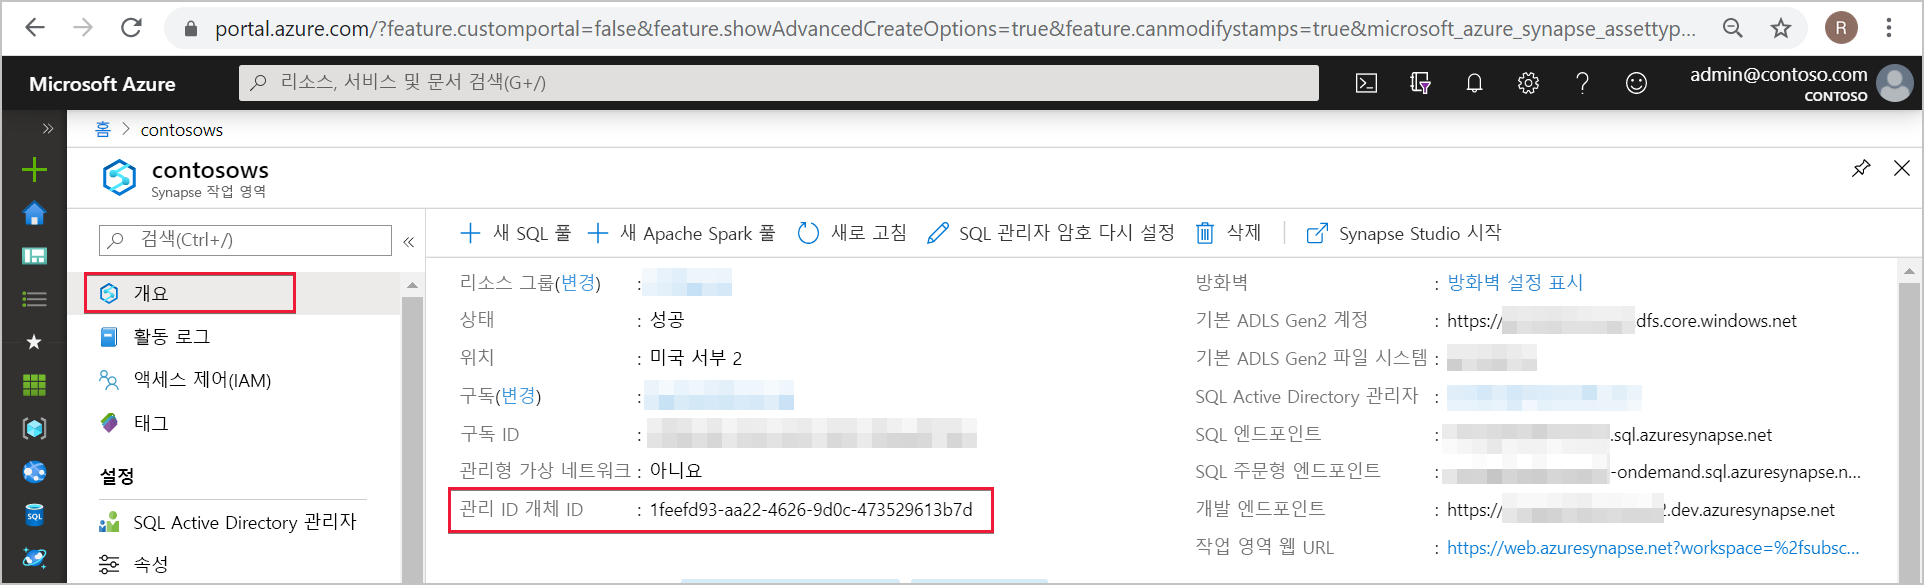 portal.azure.com/?feature.customportal=false&feature.showAdvancedCreateOptions=true&feature.canmodifystamps=true&microsoft_azure_synapse_assettyp...
R
Microsoft Azure
리소스, 서비스 및 문서 검색(G+/)
admin@contoso.com
CONTOSO
홈 > contosows
contosows
Synapse 작업 영역
검색(Ctrl+/)
개요
활동 로그
액세스 제어(IAM)
태그
설정
SQL Active Directory 관리자
속성
새 SQL 풀
새 Apache Spark 풀
새로 고침
SQL 관리자 암호 다시 설정
삭제
Synapse Studio 시작
리소스 그룹(변경) :
상태 : 성공
위치 : 미국 서부 2
구독(변경) :
구독 ID :
관리형 가상 네트워크 : 아니요
관리 ID 개체 ID : 1feefd93-aa22-4626-9d0c-473529613b7d
방화벽 : 방화벽 설정 표시
기본 ADLS Gen2 계정 : https:// dfs.core.windows.net
기본 ADLS Gen2 파일 시스템 :
SQL Active Directory 관리자 :
SQL 엔드포인트 : .sql.azuresynapse.net
SQL 주문형 엔드포인트 : -ondemand.sql.azuresynapse.n...
개발 엔드포인트 : https:// 2.dev.azuresynapse.net
작업 영역 웹 URL : https://web.azuresynapse.net?workspace=%2fsubsc...
SQL